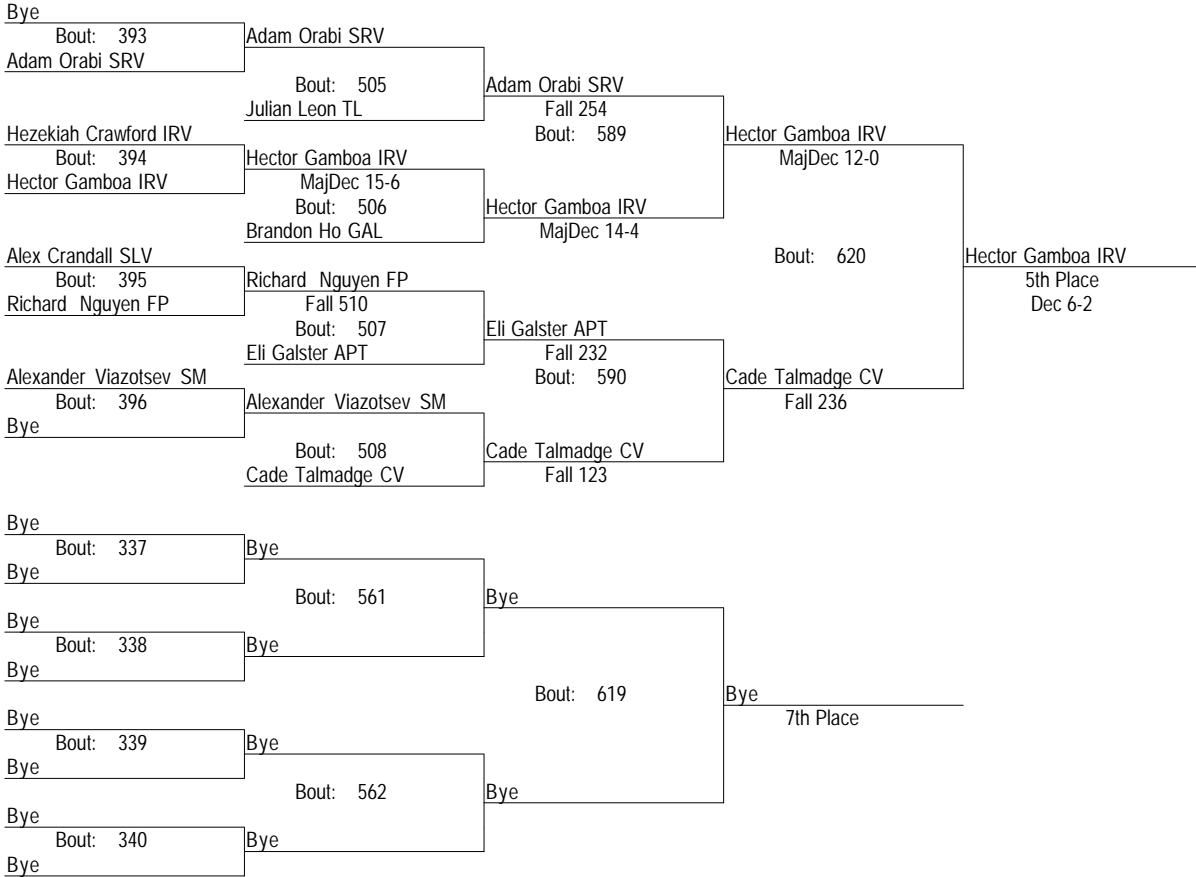 Bye
Bout: 393
Adam Orabi SRV
Adam Orabi SRV
Bout: 505
Julian Leon TL
Adam Orabi SRV
Fall 254
Bout: 589
Hezekiah Crawford IRV
Bout: 394
Hector Gamboa IRV
Hector Gamboa IRV
MajDec 15-6
Bout: 506
Brandon Ho GAL
Hector Gamboa IRV
MajDec 14-4
Hector Gamboa IRV
MajDec 12-0
Alex Crandall SLV
Bout: 395
Richard Nguyen FP
Richard Nguyen FP
Fall 510
Bout: 507
Eli Galster APT
Eli Galster APT
Fall 232
Bout: 590
Bout: 620
Hector Gamboa IRV
5th Place
Dec 6-2
Alexander Viazotsev SM
Bout: 396
Bye
Alexander Viazotsev SM
Bout: 508
Cade Talmadge CV
Cade Talmadge CV
Fall 123
Cade Talmadge CV
Fall 236
Bye
Bout: 337
Bye
Bye
Bout: 561
Bye
Bye
Bout: 338
Bye
Bye
Bout: 619
Bye
7th Place
Bye
Bout: 339
Bye
Bye
Bout: 562
Bye
Bye
Bout: 340
Bye
Bye